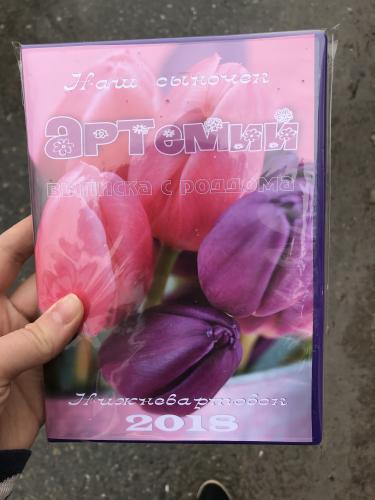 Наш сыночек
Артемий
выписка с роддома
Нижневартовск
2018